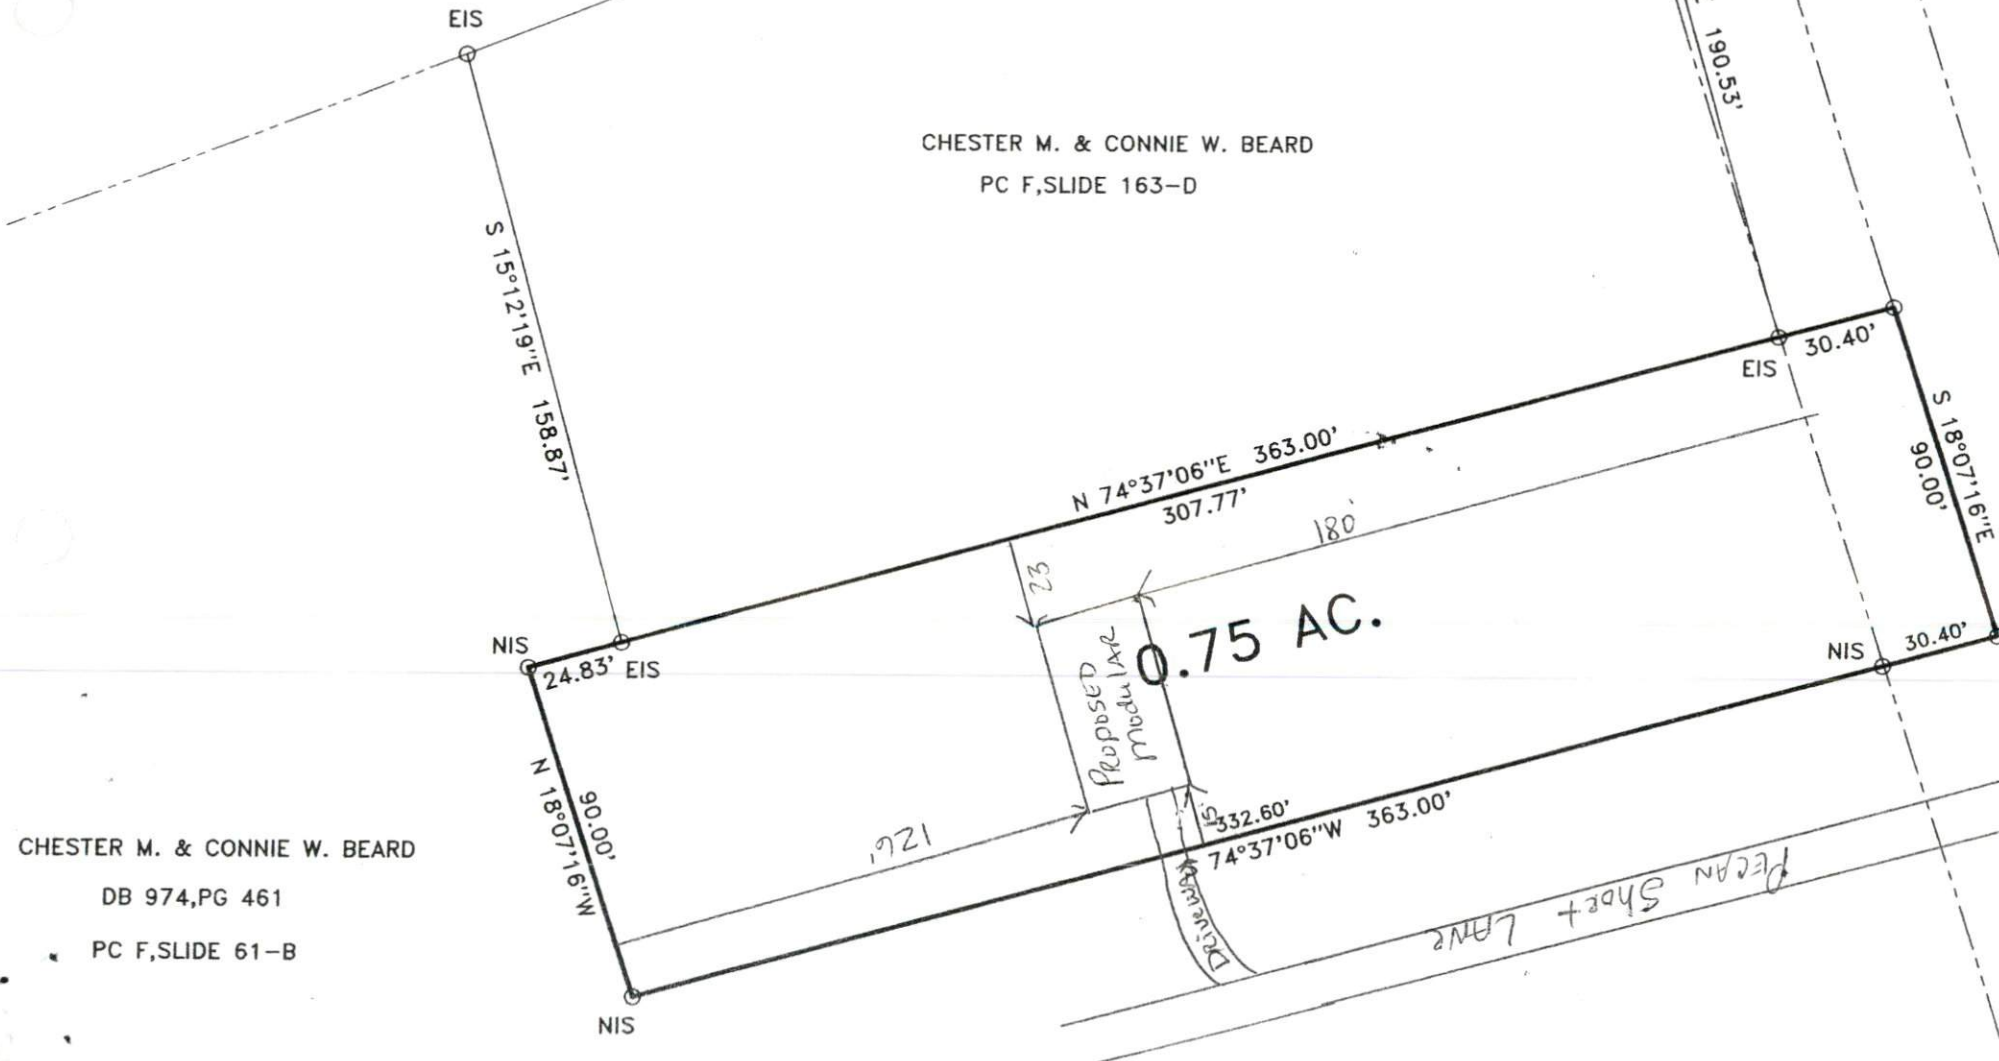 EIS
190.53'
CHESTER M. & CONNIE W. BEARD
PC F,SLIDE 163-D
S 15°12'19"E 158.87'
30.40'
EIS
S 18°07'16"E
90.00'
N 74°37'06"E 363.00'
307.77'
180'
23
0.75 AC.
PROPOSED
modulAR
NIS
24.83' EIS
NIS
30.40'
N 18°07'16"W
90.00'
126'
15'
332.60'
74°37'06"W 363.00'
DRiveWAY
PECAN ShoRt LANe
CHESTER M. & CONNIE W. BEARD
DB 974,PG 461
PC F,SLIDE 61-B
NIS